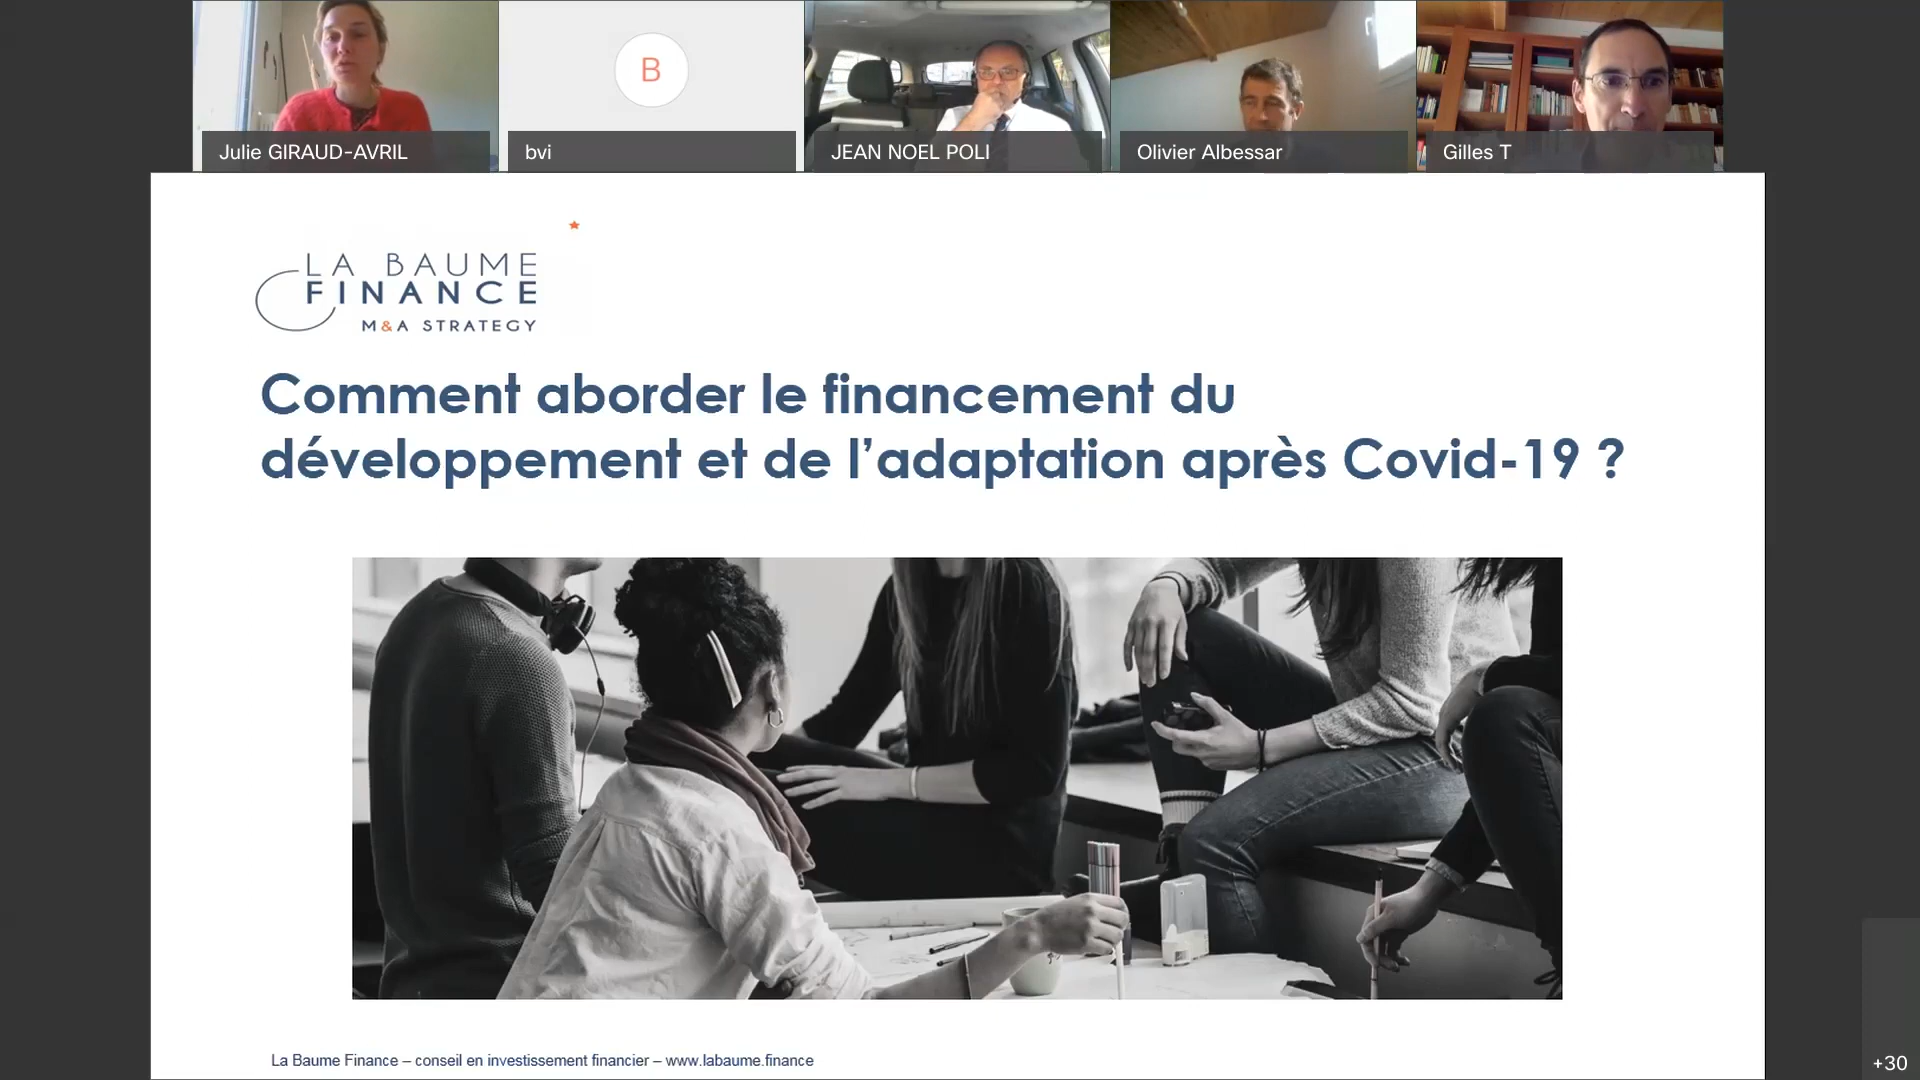 B
Julie GIRAUD-AVRIL
bvi
JEAN NOEL POLI
Olivier Albessar
Gilles T
LA BAUME
FINANCE
M&A STRATEGY
Comment aborder le financement du
développement et de l’adaptation après Covid-19 ?
La Baume Finance – conseil en investissement financier – www.labaume.finance
+30